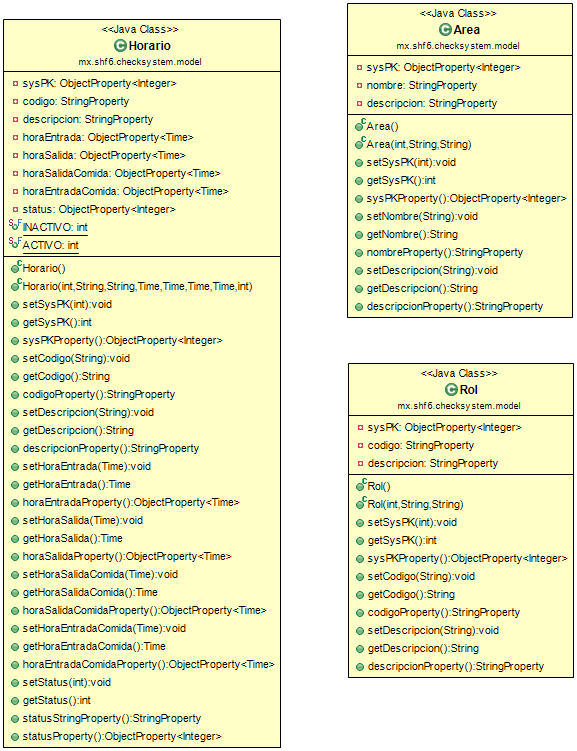 <<Java Class>>
Horario
mx.shf6.checksystem.model
sysPK: ObjectProperty<Integer>
codigo: StringProperty
descripcion: StringProperty
horaEntrada: ObjectProperty<Time>
horaSalida: ObjectProperty<Time>
horaSalidaComida: ObjectProperty<Time>
horaEntradaComida: ObjectProperty<Time>
status: ObjectProperty<Integer>
INACTIVO: int
ACTIVO: int
Horario()
Horario(int,String,String,Time,Time,Time,Time,int)
setSysPK(int):void
getSysPK():int
sysPKProperty():ObjectProperty<Integer>
setCodigo(String):void
getCodigo():String
codigoProperty():StringProperty
setDescripcion(String):void
getDescripcion():String
descripcionProperty():StringProperty
setHoraEntrada(Time):void
getHoraEntrada():Time
horaEntradaProperty():ObjectProperty<Time>
setHoraSalida(Time):void
getHoraSalida():Time
horaSalidaProperty():ObjectProperty<Time>
setHoraSalidaComida(Time):void
getHoraSalidaComida():Time
horaSalidaComidaProperty():ObjectProperty<Time>
setHoraEntradaComida(Time):void
getHoraEntradaComida():Time
horaEntradaComidaProperty():ObjectProperty<Time>
setStatus(int):void
getStatus():int
statusStringProperty():StringProperty
statusProperty():ObjectProperty<Integer>
<<Java Class>>
Area
mx.shf6.checksystem.model
sysPK: ObjectProperty<Integer>
nombre: StringProperty
descripcion: StringProperty
Area()
Area(int,String,String)
setSysPK(int):void
getSysPK():int
sysPKProperty():ObjectProperty<Integer>
setNombre(String):void
getNombre():String
nombreProperty():StringProperty
setDescripcion(String):void
getDescripcion():String
descripcionProperty():StringProperty
<<Java Class>>
Rol
mx.shf6.checksystem.model
sysPK: ObjectProperty<Integer>
codigo: StringProperty
descripcion: StringProperty
Rol()
Rol(int,String,String)
setSysPK(int):void
getSysPK():int
sysPKProperty():ObjectProperty<Integer>
setCodigo(String):void
getCodigo():String
codigoProperty():StringProperty
setDescripcion(String):void
getDescripcion():String
descripcionProperty():StringProperty